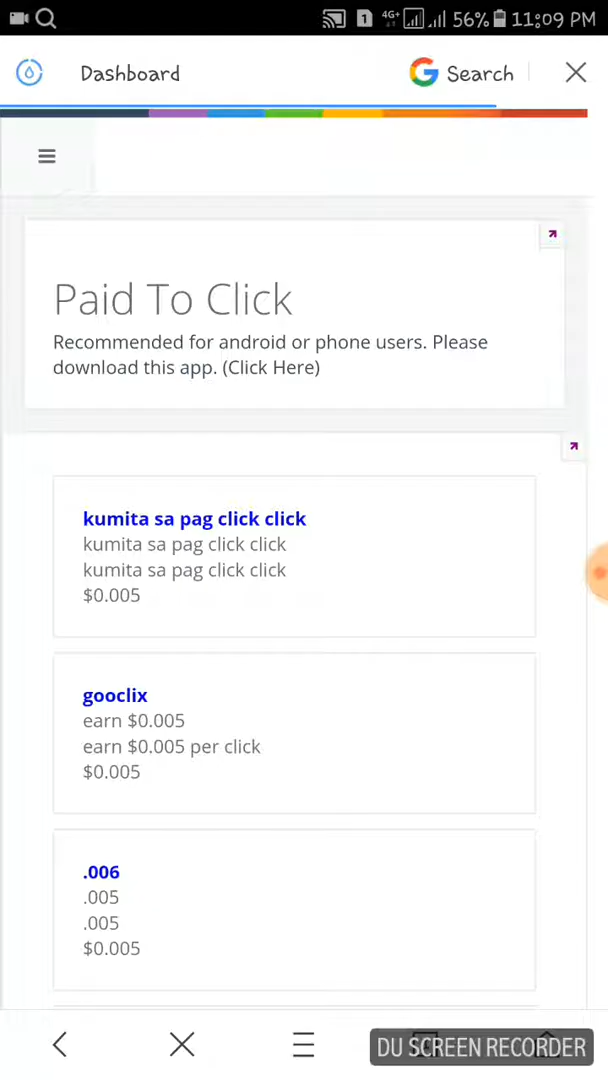 1 4G+ 56% 11:09 PM
Dashboard
Search
Paid To Click
Recommended for android or phone users. Please
download this app. (Click Here)
kumita sa pag click click
kumita sa pag click click
kumita sa pag click click
$0.005
gooclix
earn $0.005
earn $0.005 per click
$0.005
.006
.005
.005
$0.005
DU SCREEN RECORDER